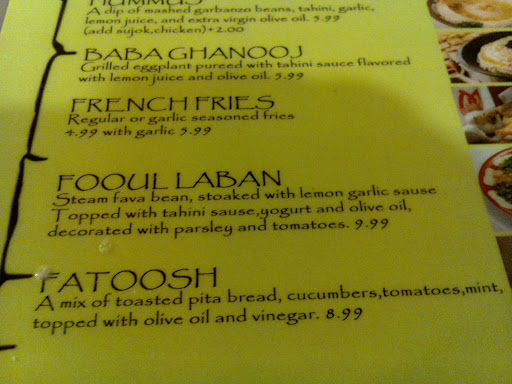 HUMMUS
A dip of mashed garbanzo beans, tahini, garlic,
lemon juice, and extra virgin olive oil. 5.99
(add sujok,chicken)+2.00
BABA GHANOOJ
Grilled eggplant pureed with tahini sauce flavored
with lemon juice and olive oil. 5.99
FRENCH FRIES
Regular or garlic seasoned fries
4.99 with garlic 5.99
FOOUL LABAN
Steam fava bean, stoaked with lemon garlic sause
Topped with tahini sause,yogurt and olive oil,
decorated with parsley and tomatoes. 9.99
FATOOSH
A mix of toasted pita bread, cucumbers,tomatoes,mint,
topped with olive oil and vinegar. 8.99